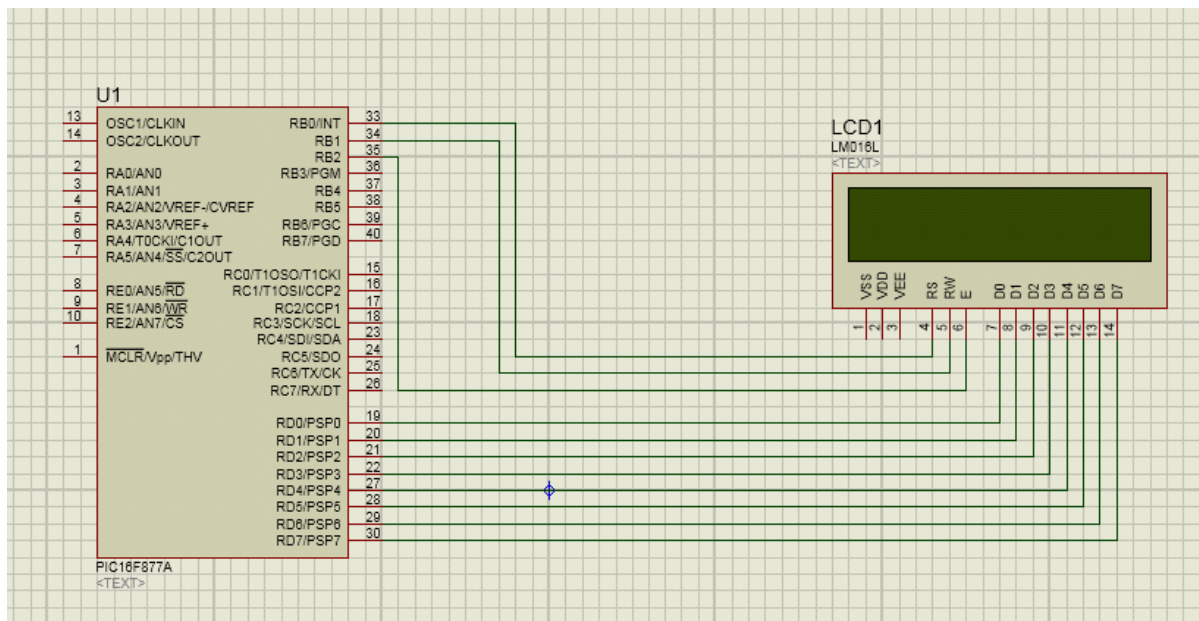 U1
13 OSC1/CLKIN RB0/INT 33
14 OSC2/CLKOUT RB1 34
RB2 35
2 RA0/AN0 RB3/PGM 36
3 RA1/AN1 RB4 37
4 RA2/AN2/VREF-/CVREF RB5 38
5 RA3/AN3/VREF+ RB6/PGC 39
6 RA4/T0CKI/C1OUT RB7/PGD 40
7 RA5/AN4/SS/C2OUT
RC0/T1OSO/T1CKI 15
8 RE0/AN5/RD RC1/T1OSI/CCP2 16
9 RE1/AN6/WR RC2/CCP1 17
10 RE2/AN7/CS RC3/SCK/SCL 18
RC4/SDI/SDA 23
1 MCLR/Vpp/THV RC5/SDO 24
RC6/TX/CK 25
RC7/RX/DT 26
RD0/PSP0 19
RD1/PSP1 20
RD2/PSP2 21
RD3/PSP3 22
RD4/PSP4 27
RD5/PSP5 28
RD6/PSP6 29
RD7/PSP7 30
PIC16F877A
<TEXT>
LCD1
LM016L
<TEXT>
VSS VDD VEE RS RW E D0 D1 D2 D3 D4 D5 D6 D7
1 2 3 4 5 6 7 8 9 10 11 12 13 14